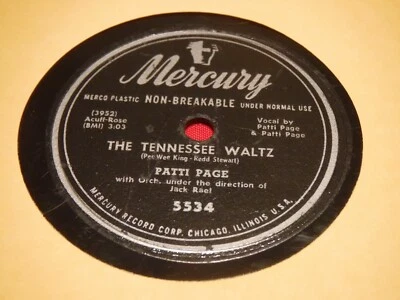 Mercury
MERCO PLASTIC NON-BREAKABLE UNDER NORMAL USE
(3952)
Acuff-Rose
(BMI) 3:03
Vocal by
Patti Page
& Patti Page
THE TENNESSEE WALTZ
(Pee Wee King - Redd Stewart)
PATTI PAGE
with Orch. under the direction of
Jack Rael
5534
MERCURY RECORD CORP. CHICAGO, ILLINOIS, U.S.A.